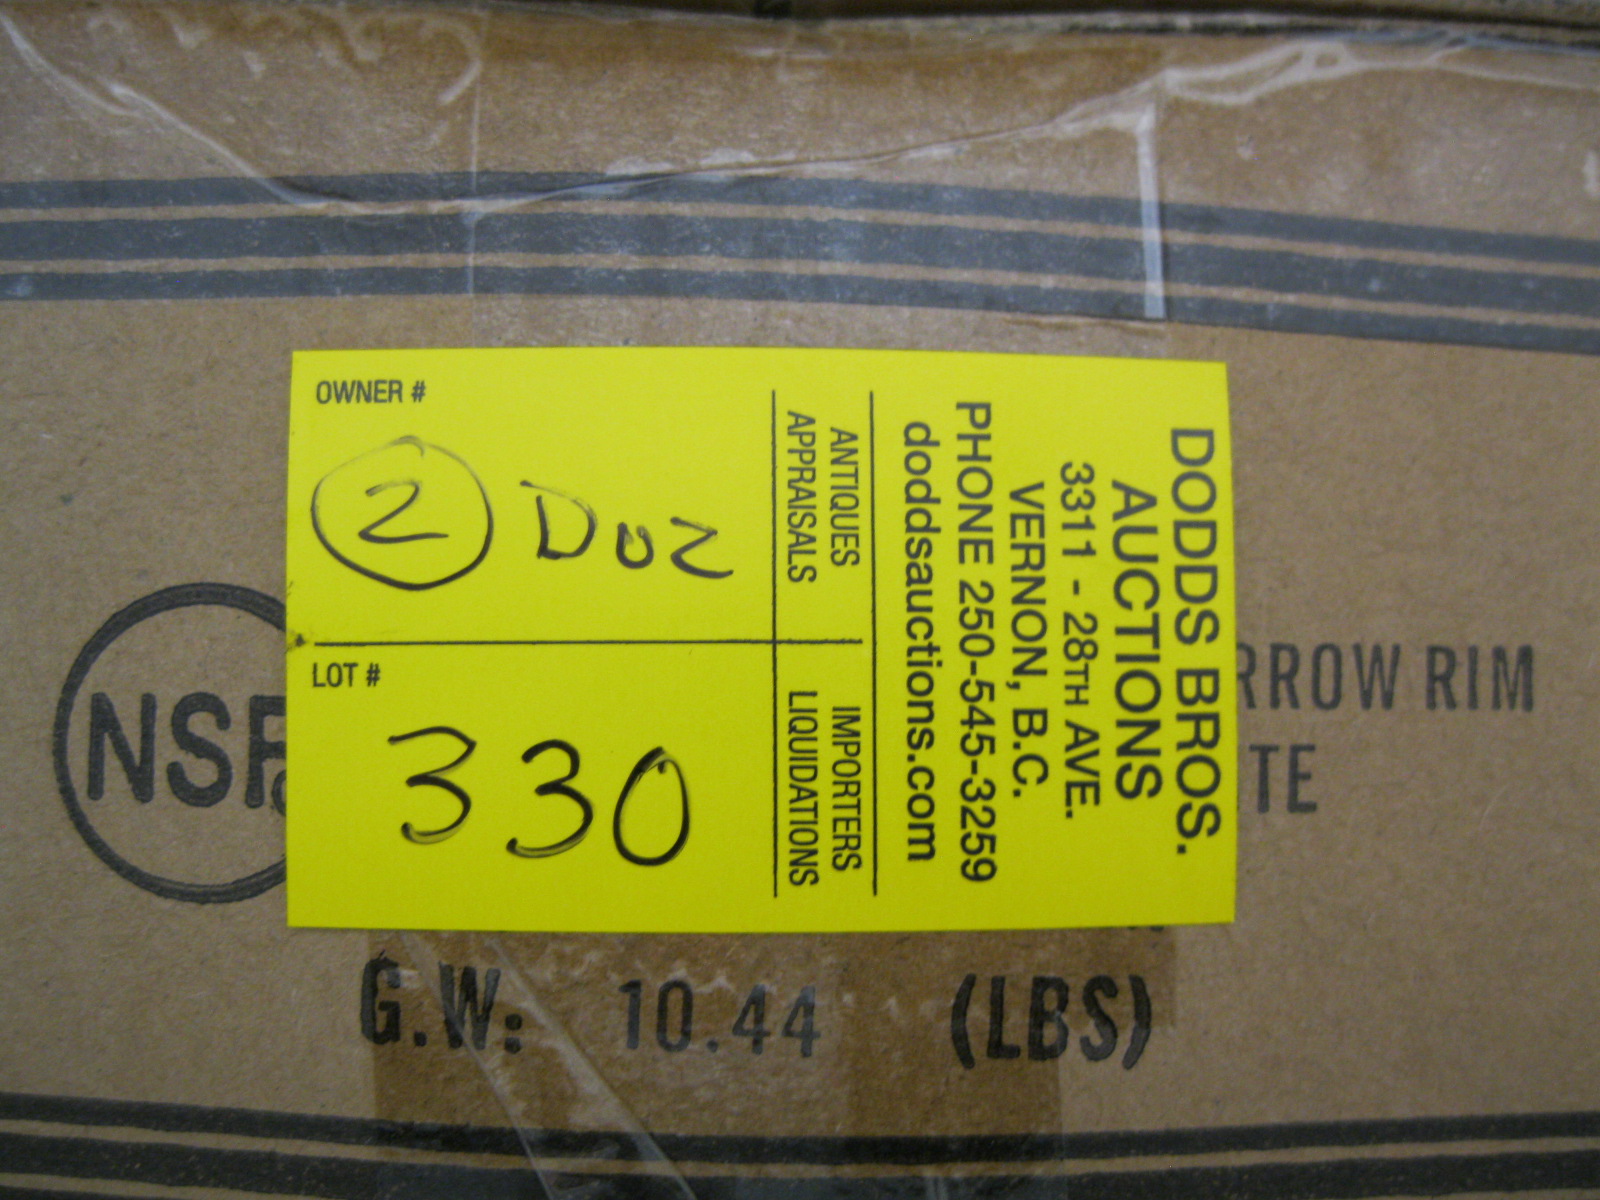 OWNER #
2 DOZ
LOT #
330
ANTIQUES
APPRAISALS
IMPORTERS
LIQUIDATIONS
DODDS BROS.
AUCTIONS
3311 - 28TH AVE.
VERNON, B.C.
PHONE 250-545-3259
doddsauctions.com
NSF
RROW RIM
TE
G.W: 10.44 (LBS)